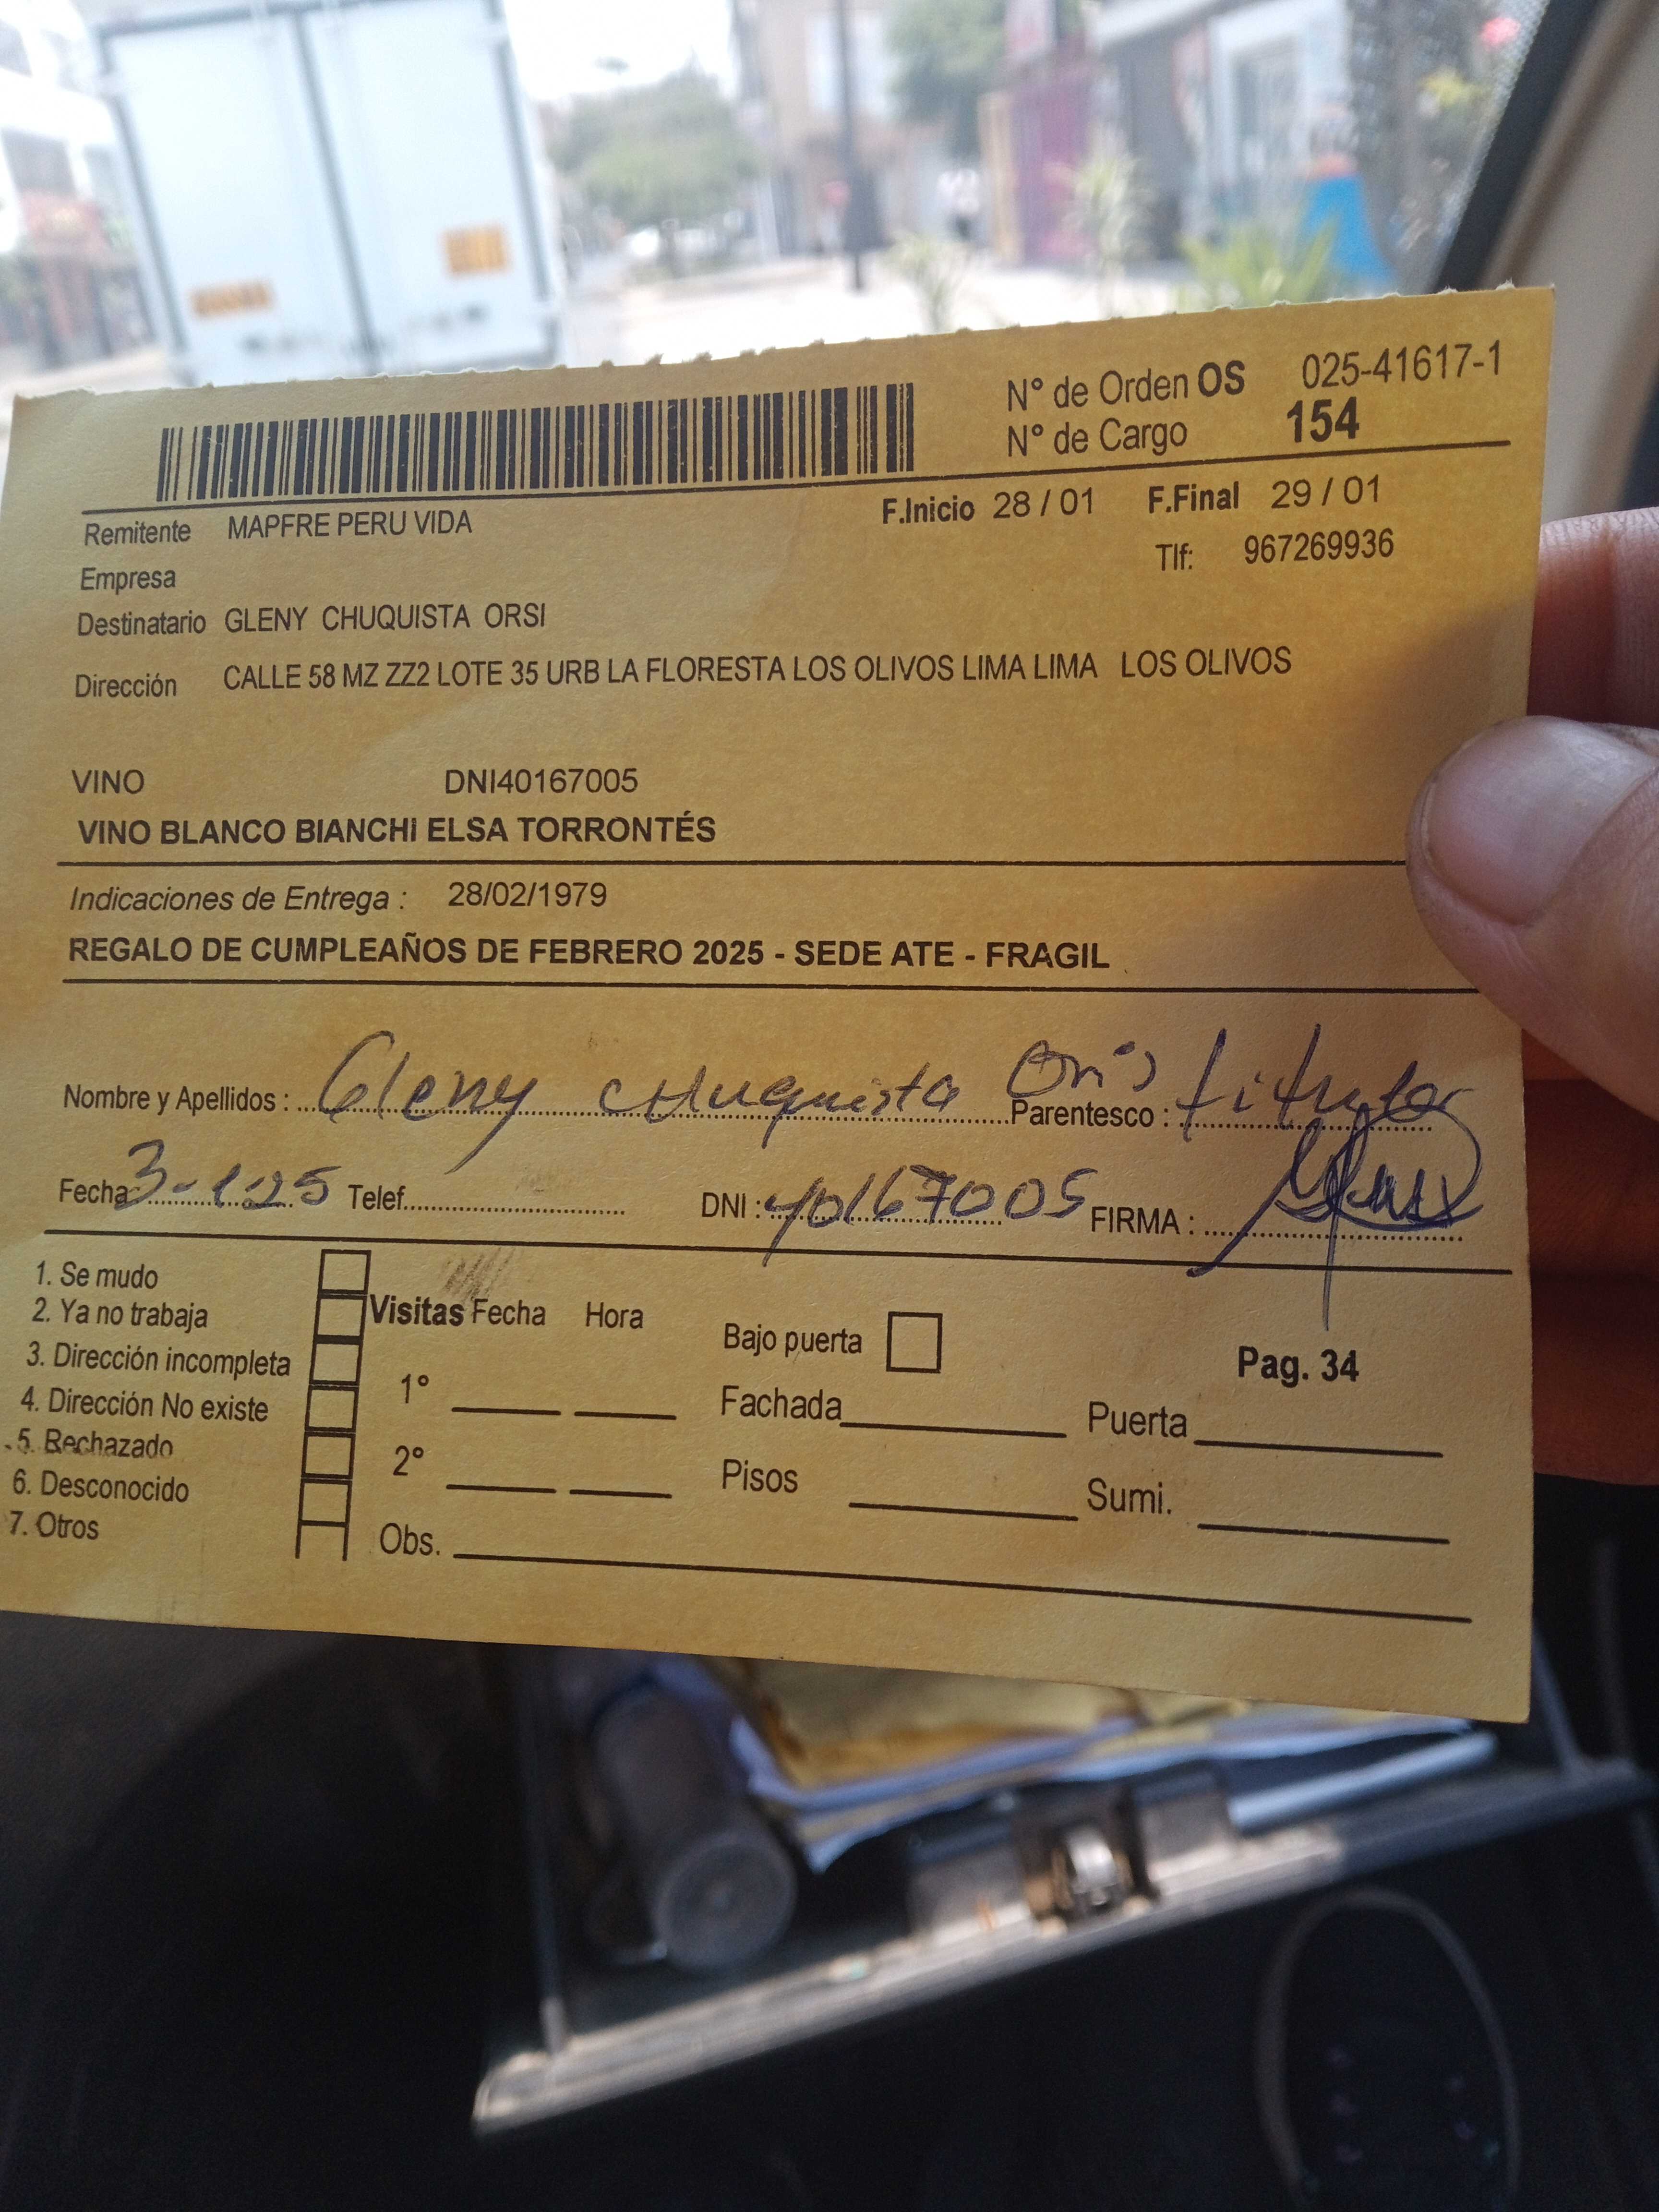 N° de Orden OS 025-41617-1
N° de Cargo 154
F.Inicio 28 / 01 F.Final 29 / 01
Remitente MAPFRE PERU VIDA
Tlf: 967269936
Empresa
Destinatario GLENY CHUQUISTA ORSI
Dirección CALLE 58 MZ ZZ2 LOTE 35 URB LA FLORESTA LOS OLIVOS LIMA LIMA LOS OLIVOS
VINO DNI40167005
VINO BLANCO BIANCHI ELSA TORRONTÉS
Indicaciones de Entrega : 28/02/1979
REGALO DE CUMPLEAÑOS DE FEBRERO 2025 - SEDE ATE - FRAGIL
Nombre y Apellidos : Gleny Chuquista Parentesco : titular
Fecha 3-1-25 Telef. DNI : 40167005 FIRMA :
1. Se mudo
2. Ya no trabaja
3. Dirección incompleta
4. Dirección No existe
5. Rechazado
6. Desconocido
7. Otros
Visitas Fecha Hora
1°
2°
Obs.
Bajo puerta
Fachada
Pisos
Pag. 34
Puerta
Sumi.